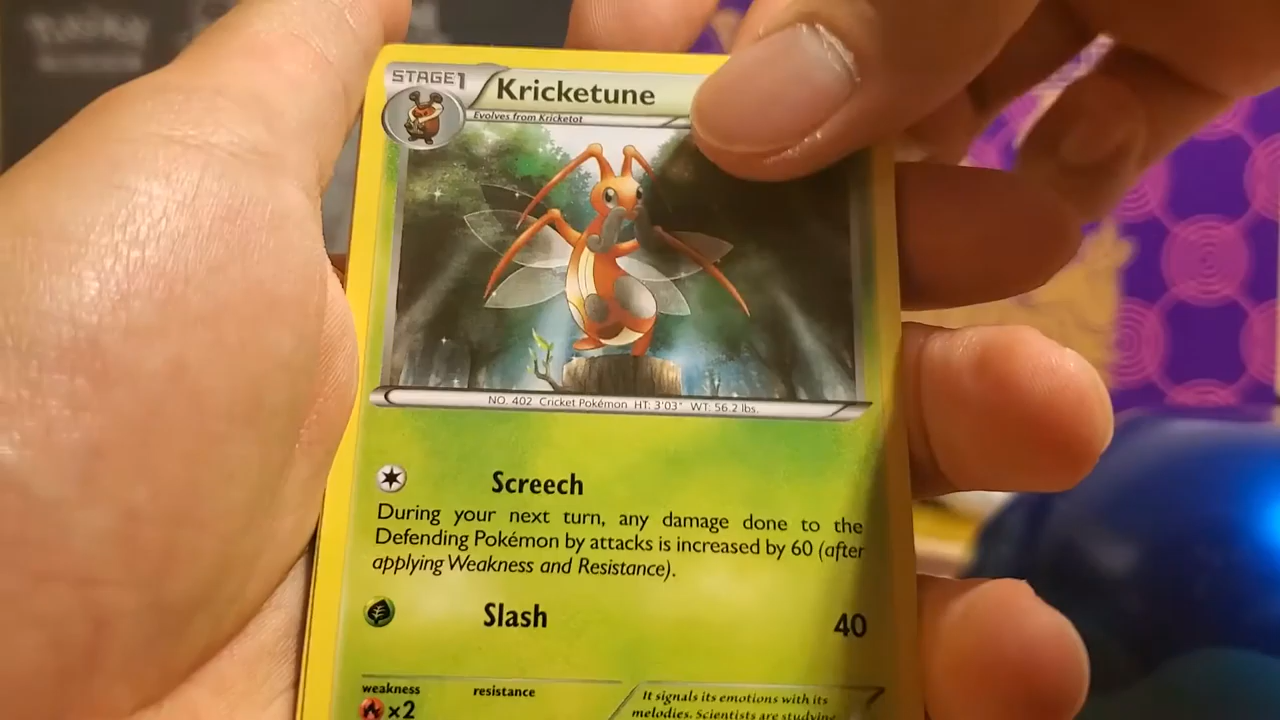 STAGE1
Kricketune
Evolves from Kricketot
NO. 402 Cricket Pokémon HT: 3'03" WT: 56.2 lbs.
Screech
During your next turn, any damage done to the
Defending Pokémon by attacks is increased by 60 (after
applying Weakness and Resistance).
Slash
40
weakness
resistance
x2
It signals its emotions with its
melodies. Scientists are studying